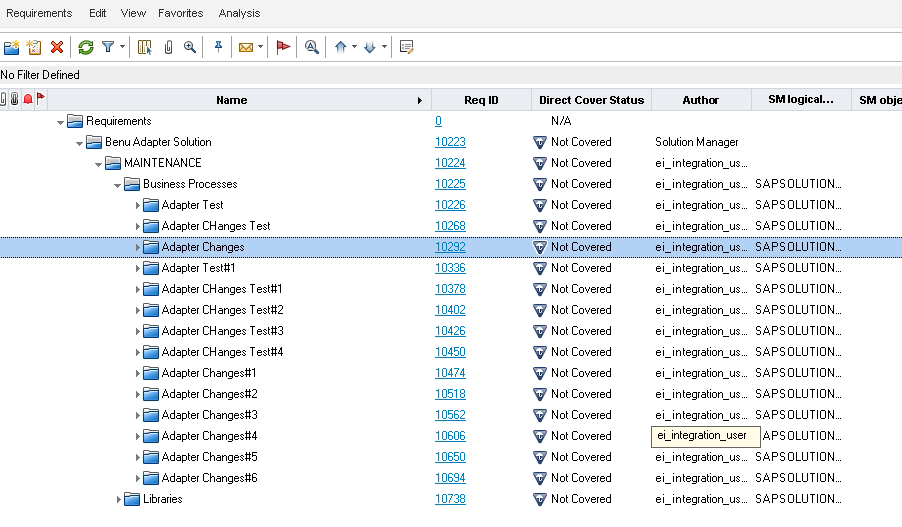 Requirements Edit View Favorites Analysis
No Filter Defined
Name Req ID Direct Cover Status Author SM logical... SM obje
Requirements 0 N/A
Benu Adapter Solution 10223 Not Covered Solution Manager
MAINTENANCE 10224 Not Covered ei_integration_us...
Business Processes 10225 Not Covered ei_integration_us... SAPSOLUTION...
Adapter Test 10226 Not Covered ei_integration_us... SAPSOLUTION...
Adapter CHanges Test 10268 Not Covered ei_integration_us... SAPSOLUTION...
Adapter Changes 10292 Not Covered ei_integration_us... SAPSOLUTION...
Adapter Test#1 10336 Not Covered ei_integration_us... SAPSOLUTION...
Adapter CHanges Test#1 10378 Not Covered ei_integration_us... SAPSOLUTION...
Adapter CHanges Test#2 10402 Not Covered ei_integration_us... SAPSOLUTION...
Adapter CHanges Test#3 10426 Not Covered ei_integration_us... SAPSOLUTION...
Adapter CHanges Test#4 10450 Not Covered ei_integration_us... SAPSOLUTION...
Adapter Changes#1 10474 Not Covered ei_integration_us... SAPSOLUTION...
Adapter Changes#2 10518 Not Covered ei_integration_us... SAPSOLUTION...
Adapter Changes#3 10562 Not Covered ei_integration_us... SAPSOLUTION...
Adapter Changes#4 10606 Not Covered ei_integration_user APSOLUTION...
Adapter Changes#5 10650 Not Covered ei_integration_us... SAPSOLUTION...
Adapter Changes#6 10694 Not Covered ei_integration_us... SAPSOLUTION...
Libraries 10738 Not Covered ei_integration_us... SAPSOLUTION...